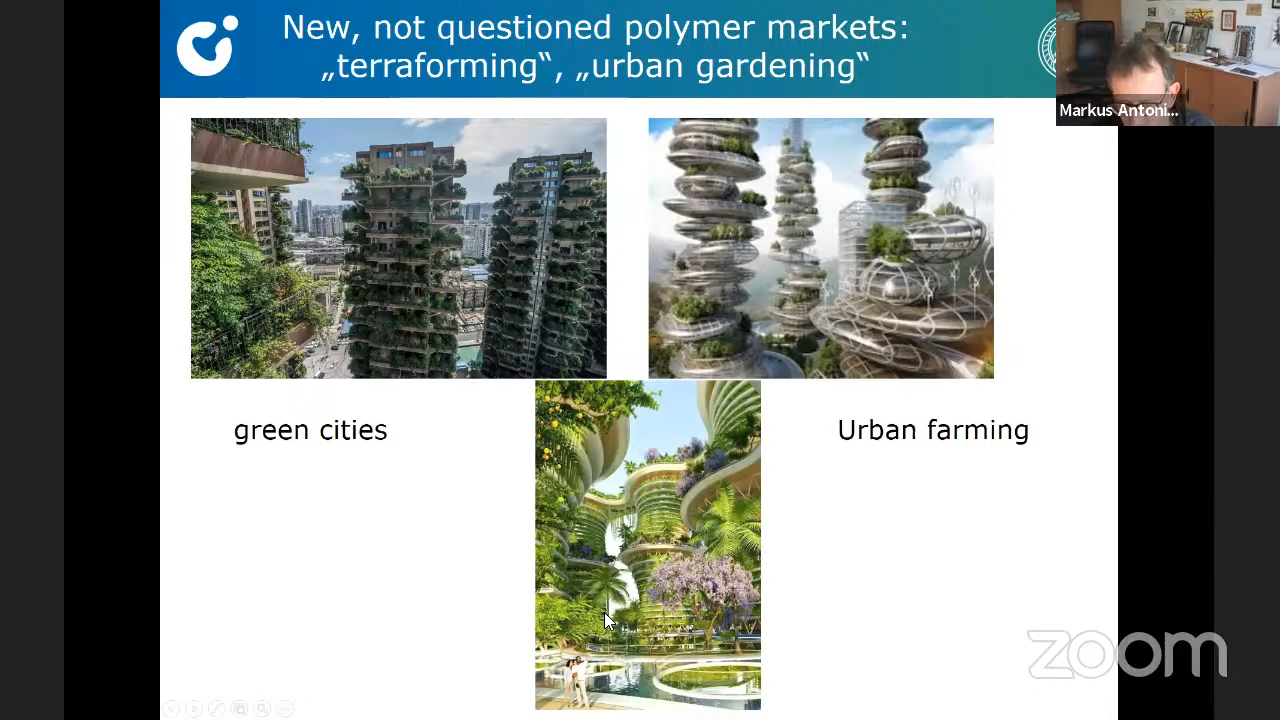 New, not questioned polymer markets:
„terraforming“, „urban gardening“
Markus Antoni...
green cities
Urban farming
zoom